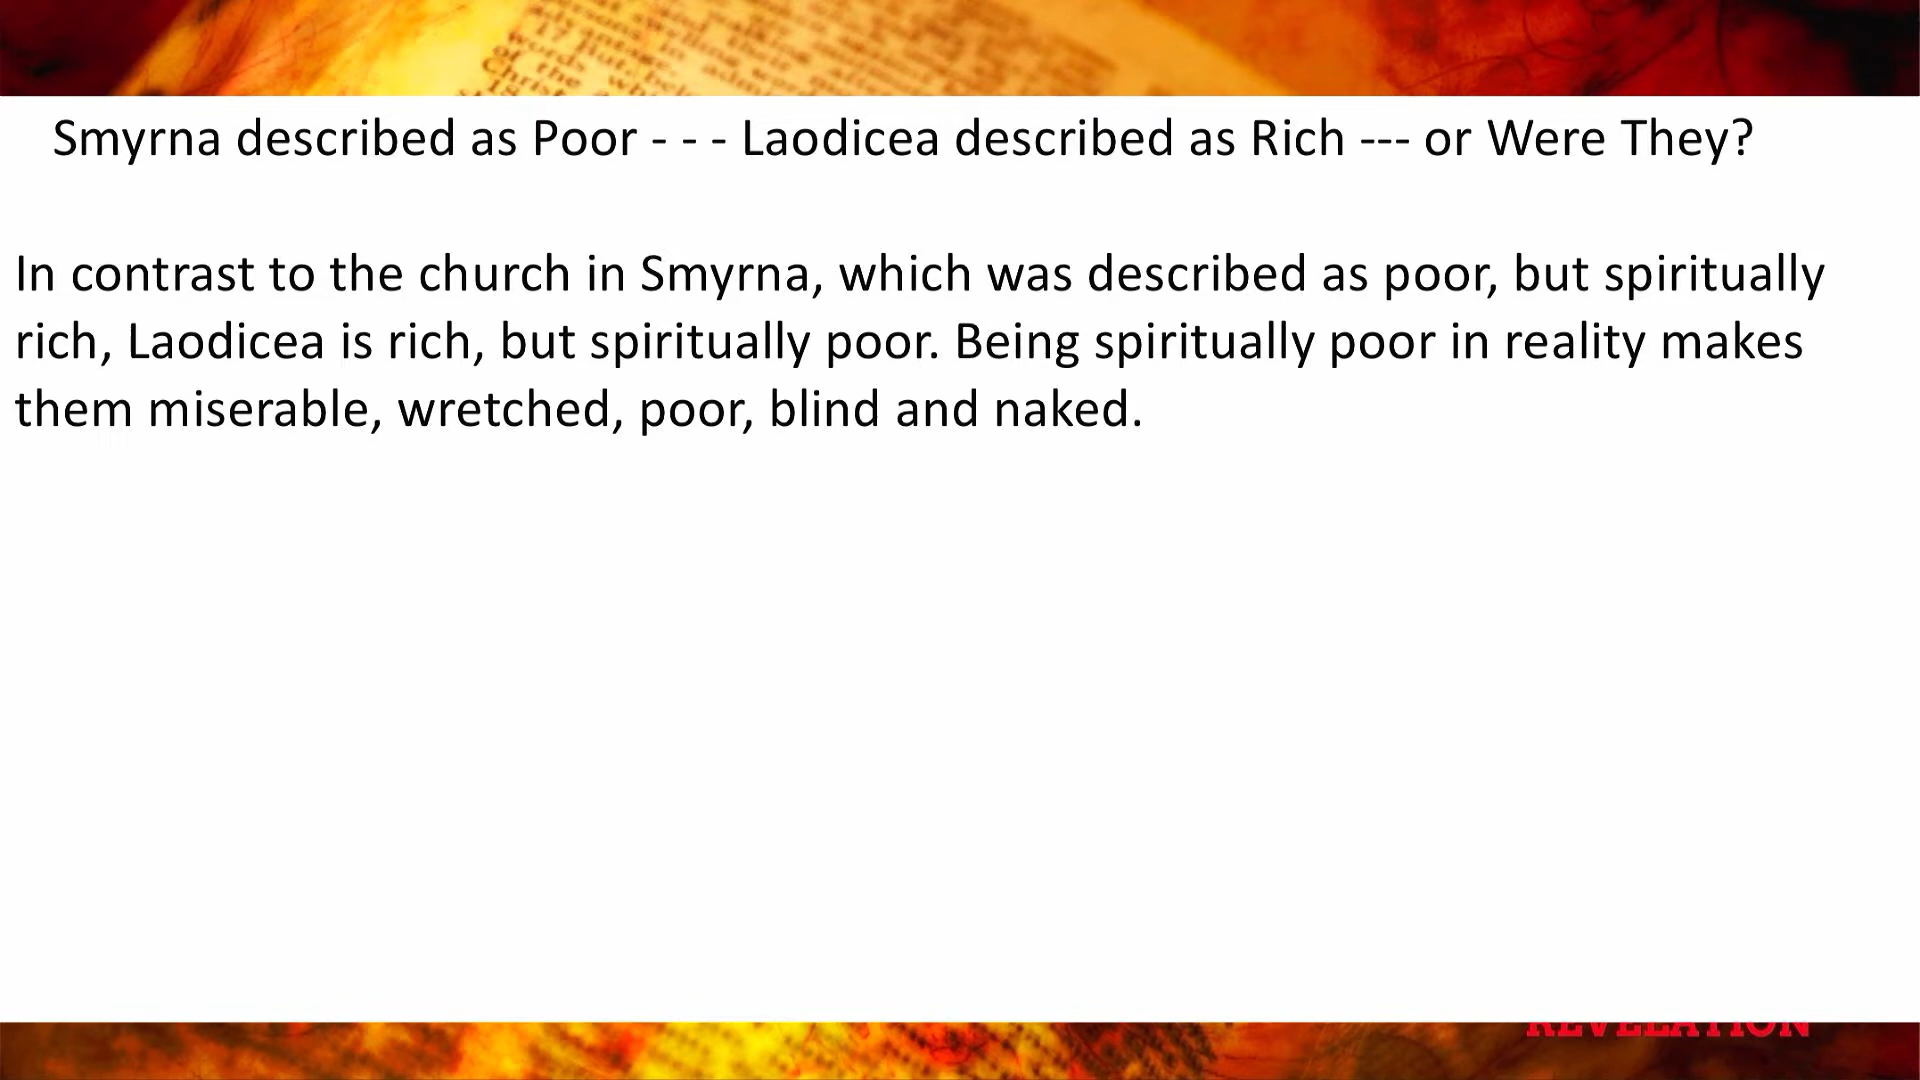 Smyrna described as Poor - - - Laodicea described as Rich --- or Were They?
In contrast to the church in Smyrna, which was described as poor, but spiritually
rich, Laodicea is rich, but spiritually poor. Being spiritually poor in reality makes
them miserable, wretched, poor, blind and naked.
REVELATION